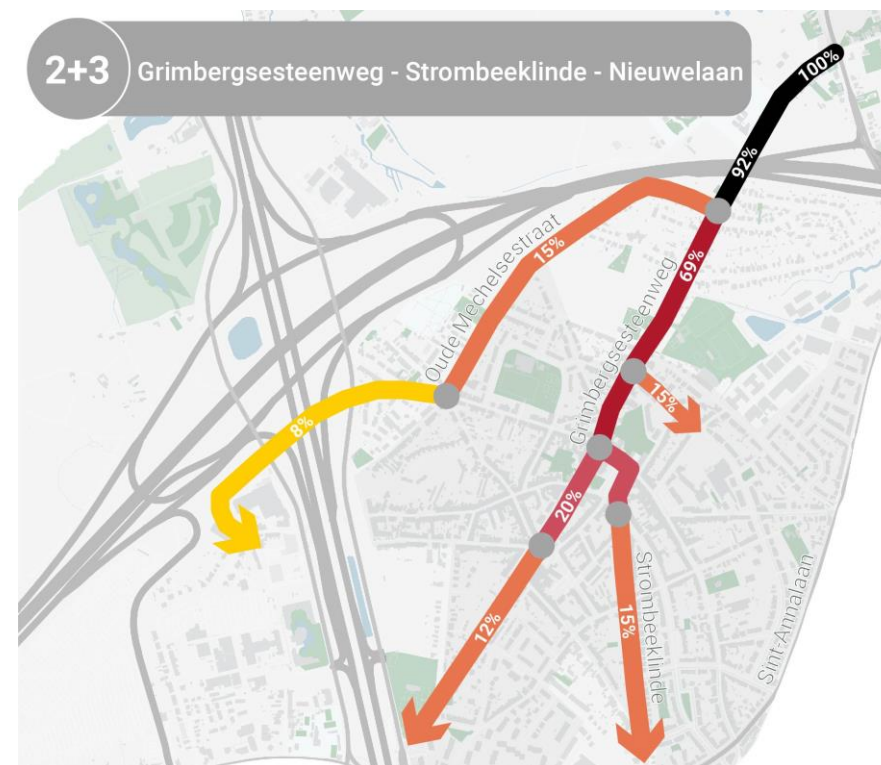 2+3
Grimbergsesteenweg - Strombeeklinde - Nieuwelaan
100%
92%
15%
Oude Mechelsestraat
69%
Grimbergsesteenweg
15%
8%
20%
12%
15%
Strombeeklinde
Sint-Annalaan